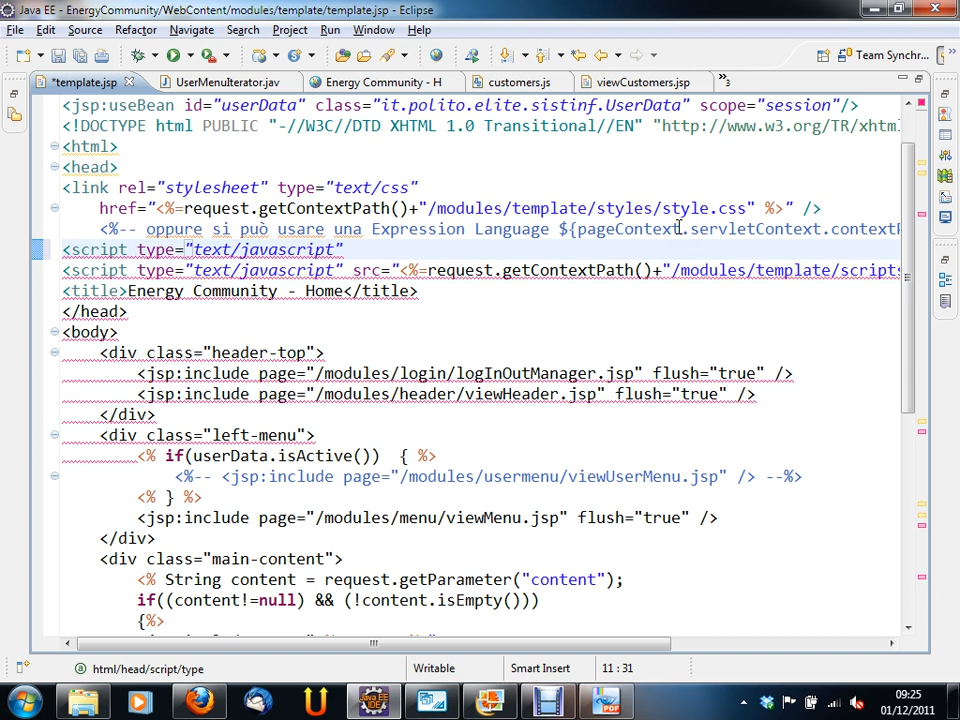 Java EE - EnergyCommunity/WebContent/modules/template/template.jsp - Eclipse
File Edit Source Refactor Navigate Search Project Run Window Help
Team Synchr...
*template.jsp UserMenuIterator.jav Energy Community - H customers.js viewCustomers.jsp »3
<jsp:useBean id="userData" class="it.polito.elite.sistinf.UserData" scope="session"/>
<!DOCTYPE html PUBLIC "-//W3C//DTD XHTML 1.0 Transitional//EN" "http://www.w3.org/TR/xhtml
<html>
<head>
<link rel="stylesheet" type="text/css"
href="<%=request.getContextPath()+"/modules/template/styles/style.css" %>" />
<%-- oppure si può usare una Expression Language ${pageContext.servletContext.contextP
<script type="text/javascript"
<script type="text/javascript" src="<%=request.getContextPath()+"/modules/template/scripts
<title>Energy Community - Home</title>
</head>
<body>
<div class="header-top">
<jsp:include page="/modules/login/logInOutManager.jsp" flush="true" />
<jsp:include page="/modules/header/viewHeader.jsp" flush="true" />
</div>
<div class="left-menu">
<% if(userData.isActive()) { %>
<%-- <jsp:include page="/modules/usermenu/viewUserMenu.jsp" /> --%>
<% } %>
<jsp:include page="/modules/menu/viewMenu.jsp" flush="true" />
</div>
<div class="main-content">
<% String content = request.getParameter("content");
if((content!=null) && (!content.isEmpty()))
{%>
html/head/script/type Writable Smart Insert 11 : 31
09:25
01/12/2011